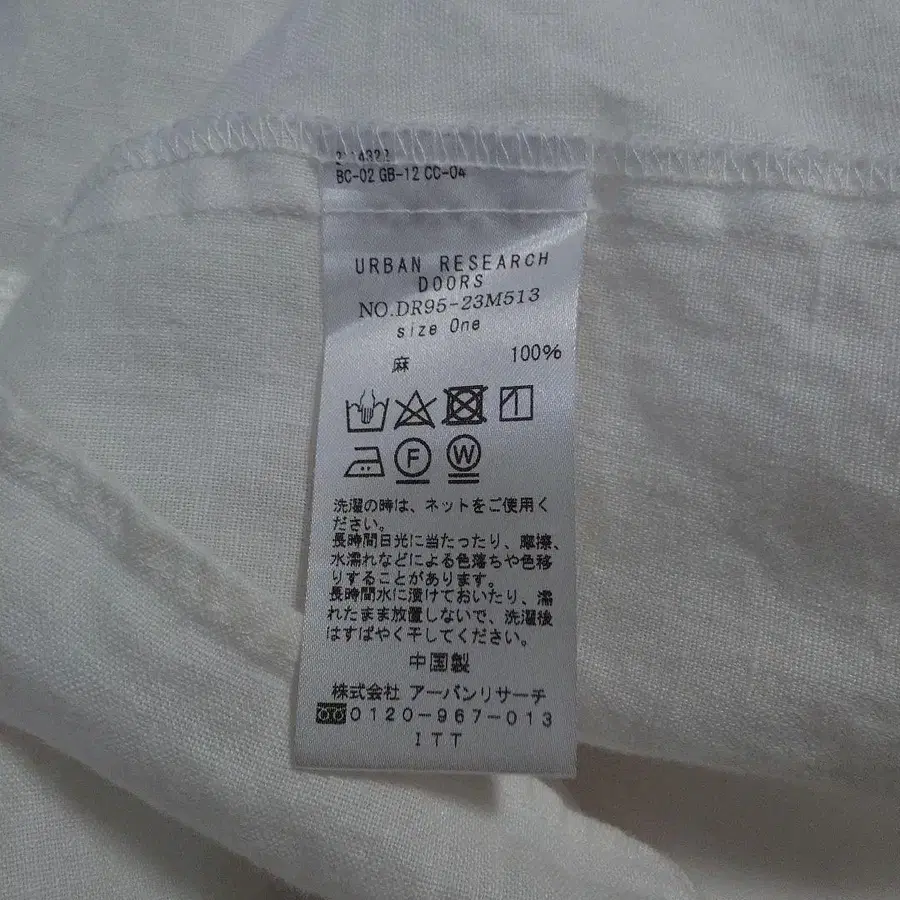 BC-02 GB-12 CC-04
URBAN RESEARCH
DOORS
NO.DR95-23M513
size One
麻 100%
F W
洗濯の時は、ネットをご使用く
ださい。
長時間日光に当たったり、摩擦、
水濡れなどによる色落ちや色移
りすることがあります。
長時間水に漬けておいたり、濡
れたまま放置しないで、洗濯後
はすばやく干してください。
中国製
株式会社 アーバンリサーチ
0120-967-013
ITT